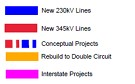 New 230kV Lines
New 345kV Lines
Conceptual Projects
Rebuild to Double Circuit
Interstate Projects